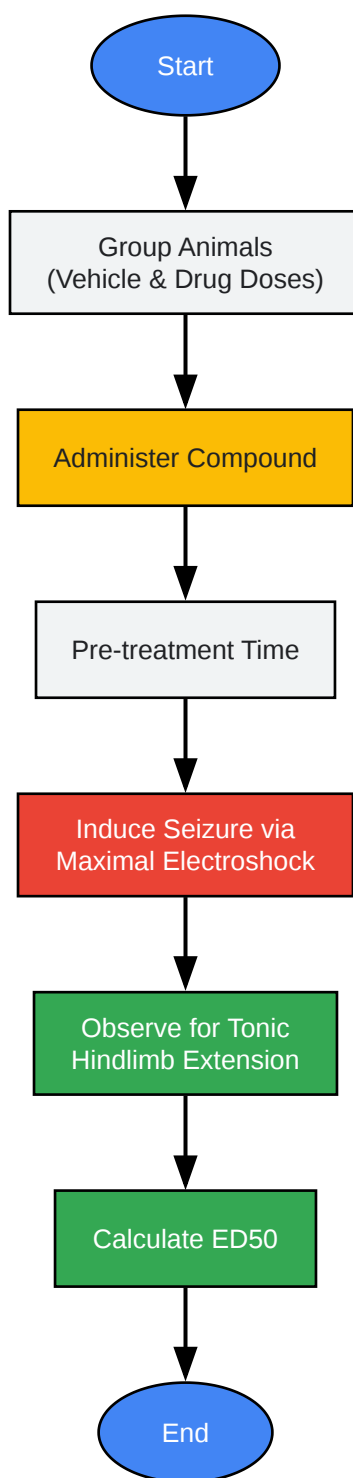 Start
Group Animals
(Vehicle & Drug Doses)
Administer Compound
Pre-treatment Time
Induce Seizure via
Maximal Electroshock
Observe for Tonic
Hindlimb Extension
Calculate ED50
End